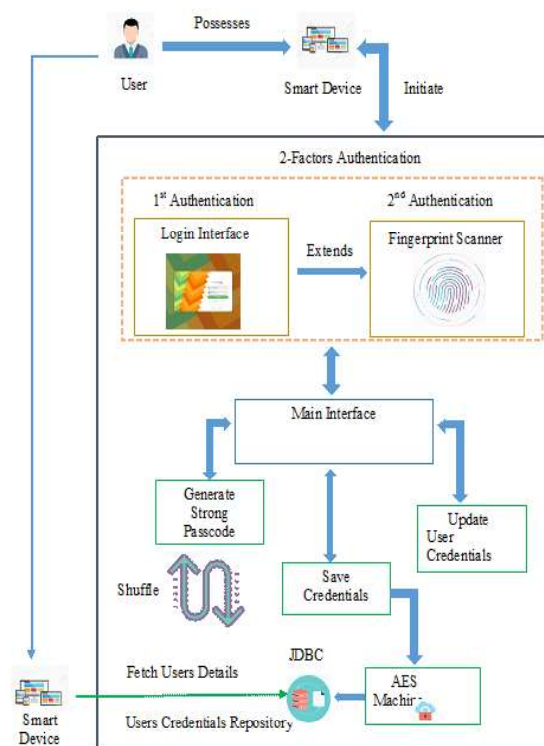 Possesses
User
Smart Device
Initiate
2-Factors Authentication
1st Authentication
2nd Authentication
Login Interface
Extends
Fingerprint Scanner
Main Interface
Generate
Strong
Passcode
Update
User
Credentials
Shuffle
Save
Credentials
JDBC
Fetch Users Details
AES
Machine
Smart
Device
Users Credentials Repository